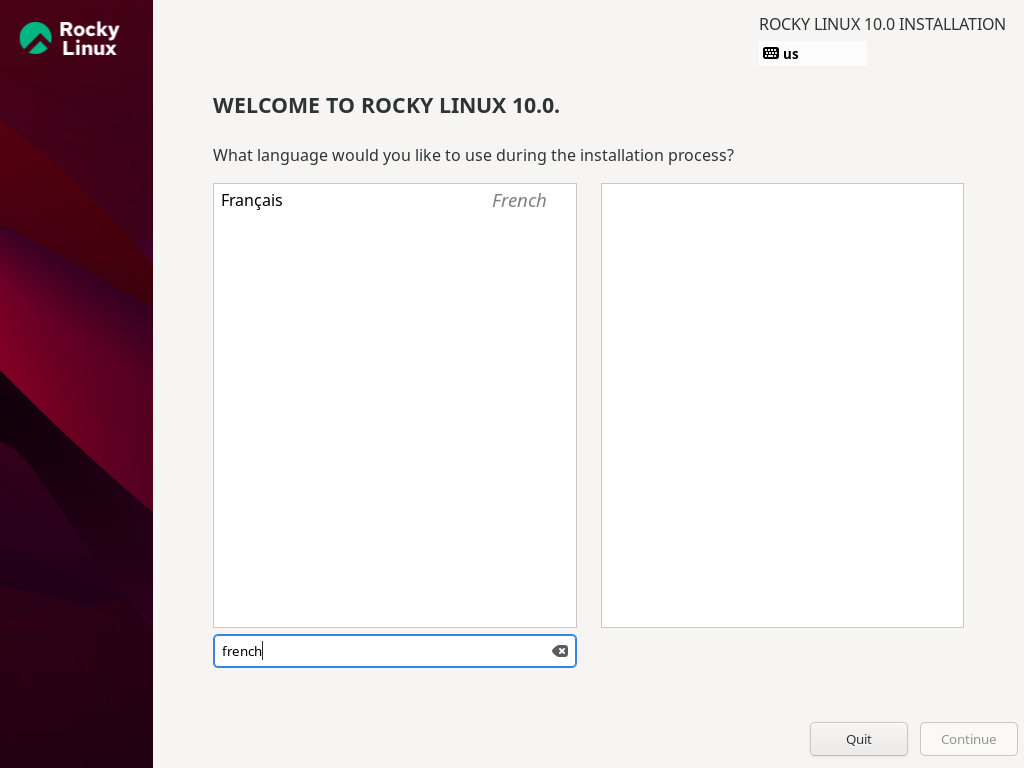 Rocky
Linux
ROCKY LINUX 10.0 INSTALLATION
us
WELCOME TO ROCKY LINUX 10.0.
What language would you like to use during the installation process?
Français French
french
Quit Continue